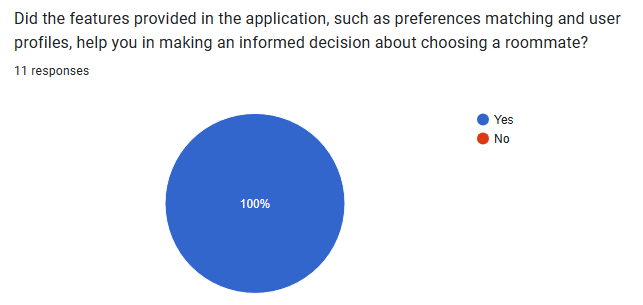 Did the features provided in the application, such as preferences matching and user
profiles, help you in making an informed decision about choosing a roommate?
11 responses
Yes
No
100%